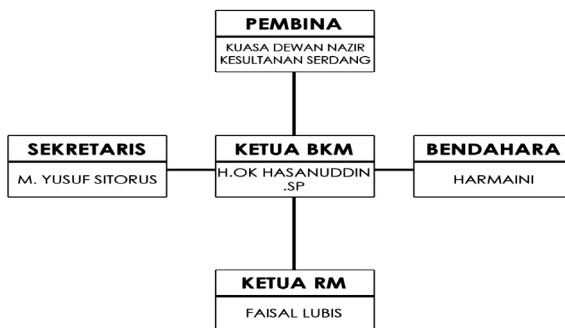 PEMBINA
KUASA DEWAN NAZIR
KESULTANAN SERDANG
SEKRETARIS
M. YUSUF SITORUS
KETUA BKM
H.OK HASANUDDIN
.SP
BENDAHARA
HARMAINI
KETUA RM
FAISAL LUBIS